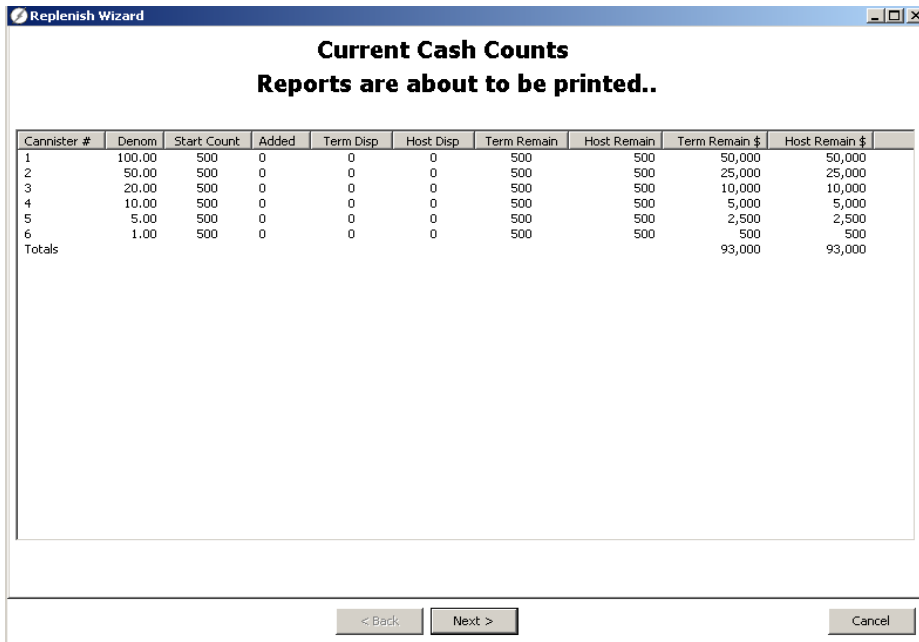 Replenish Wizard
Current Cash Counts
Reports are about to be printed..
Cannister # Denom Start Count Added Term Disp Host Disp Term Remain Host Remain Term Remain $ Host Remain $
1 100.00 500 0 0 0 500 500 50,000 50,000
2 50.00 500 0 0 0 500 500 25,000 25,000
3 20.00 500 0 0 0 500 500 10,000 10,000
4 10.00 500 0 0 0 500 500 5,000 5,000
5 5.00 500 0 0 0 500 500 2,500 2,500
6 1.00 500 0 0 0 500 500 500 500
Totals 93,000 93,000
< Back Next > Cancel